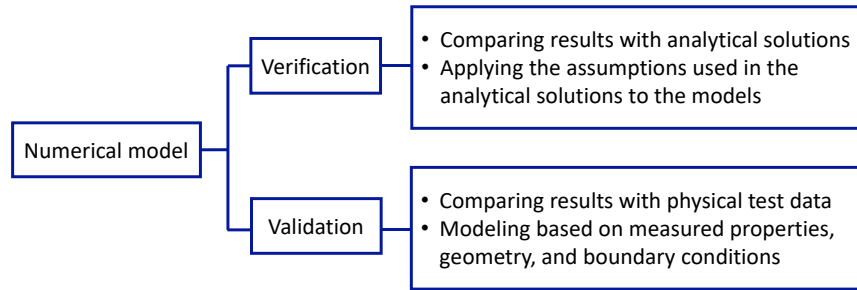 Numerical model
Verification
• Comparing results with analytical solutions
• Applying the assumptions used in the
analytical solutions to the models
Validation
• Comparing results with physical test data
• Modeling based on measured properties,
geometry, and boundary conditions